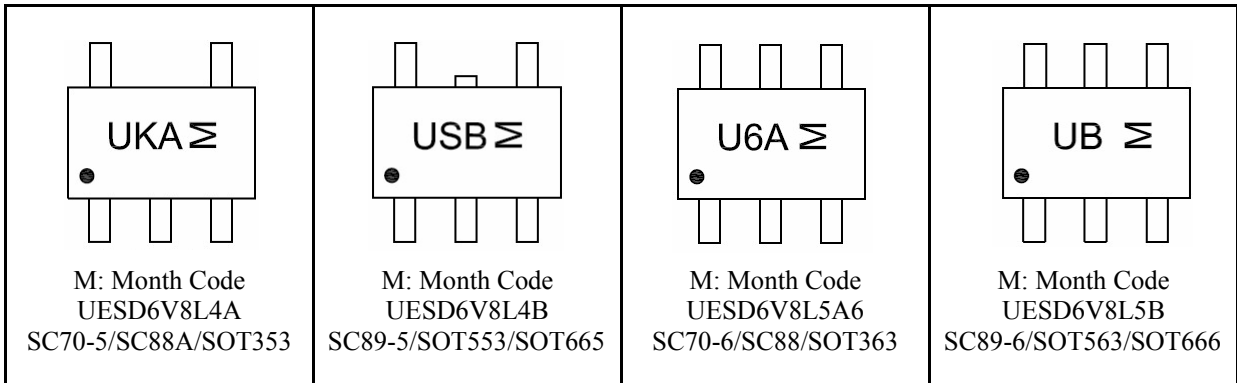 UKA M
M: Month Code
UESD6V8L4A
SC70-5/SC88A/SOT353
USB M
M: Month Code
UESD6V8L4B
SC89-5/SOT553/SOT665
U6A M
M: Month Code
UESD6V8L5A6
SC70-6/SC88/SOT363
UB M
M: Month Code
UESD6V8L5B
SC89-6/SOT563/SOT666